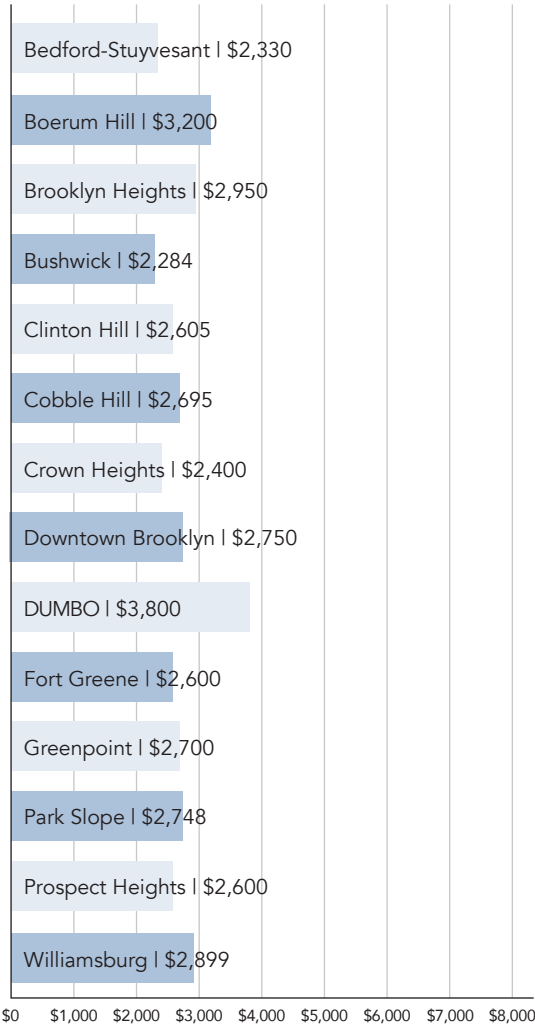 Bedford-Stuyvesant | $2,330
Boerum Hill | $3,200
Brooklyn Heights | $2,950
Bushwick | $2,284
Clinton Hill | $2,605
Cobble Hill | $2,695
Crown Heights | $2,400
Downtown Brooklyn | $2,750
DUMBO | $3,800
Fort Greene | $2,600
Greenpoint | $2,700
Park Slope | $2,748
Prospect Heights | $2,600
Williamsburg | $2,899
$0 $1,000 $2,000 $3,000 $4,000 $5,000 $6,000 $7,000 $8,000